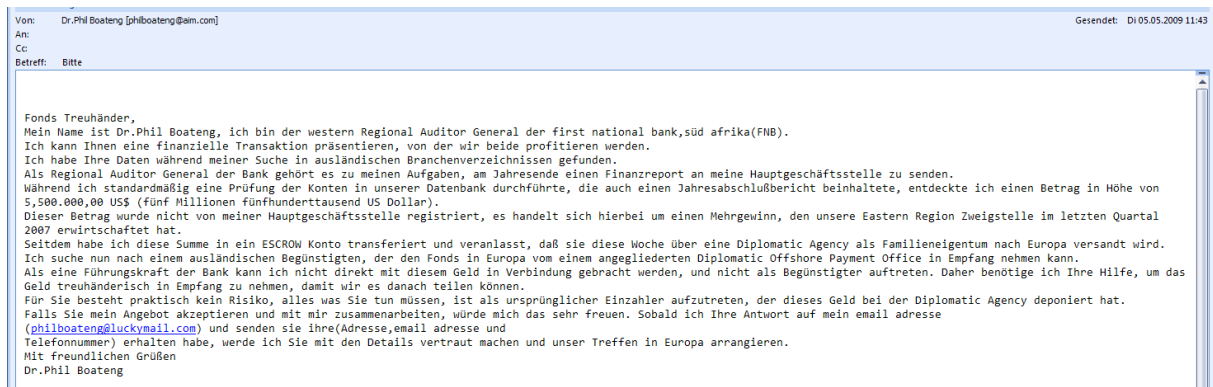 Von: Dr.Phil Boateng [philboateng@aim.com] Gesendet: Di 05.05.2009 11:43
An:
Cc:
Betreff: Bitte
Fonds Treuhänder,
Mein Name ist Dr.Phil Boateng, ich bin der western Regional Auditor General der first national bank,süd afrika(FNB).
Ich kann Ihnen eine finanzielle Transaktion präsentieren, von der wir beide profitieren werden.
Ich habe Ihre Daten während meiner Suche in ausländischen Branchenverzeichnissen gefunden.
Als Regional Auditor General der Bank gehört es zu meinen Aufgaben, am Jahresende einen Finanzreport an meine Hauptgeschäftsstelle zu senden.
Während ich standardmäßig eine Prüfung der Konten in unserer Datenbank durchführte, die auch einen Jahresabschlußbericht beinhaltete, entdeckte ich einen Betrag in Höhe von
5,500.000,00 US$ (fünf Millionen fünfhunderttausend US Dollar).
Dieser Betrag wurde nicht von meiner Hauptgeschäftsstelle registriert, es handelt sich hierbei um einen Mehrgewinn, den unsere Eastern Region Zweigstelle im letzten Quartal
2007 erwirtschaftet hat.
Seitdem habe ich diese Summe in ein ESCROW Konto transferiert und veranlasst, daß sie diese Woche über eine Diplomatic Agency als Familieneigentum nach Europa versandt wird.
Ich suche nun nach einem ausländischen Begünstigten, der den Fonds in Europa vom einem angegliederten Diplomatic Offshore Payment Office in Empfang nehmen kann.
Als eine Führungskraft der Bank kann ich nicht direkt mit diesem Geld in Verbindung gebracht werden, und nicht als Begünstigter auftreten. Daher benötige ich Ihre Hilfe, um das
Geld treuhänderisch in Empfang zu nehmen, damit wir es danach teilen können.
Für Sie besteht praktisch kein Risiko, alles was Sie tun müssen, ist als ursprünglicher Einzahler aufzutreten, der dieses Geld bei der Diplomatic Agency deponiert hat.
Falls Sie mein Angebot akzeptieren und mit mir zusammenarbeiten, würde mich das sehr freuen. Sobald ich Ihre Antwort auf mein email adresse
(philboateng@luckymail.com) und senden sie ihre(Adresse,email adresse und
Telefonnummer) erhalten habe, werde ich Sie mit den Details vertraut machen und unser Treffen in Europa arrangieren.
Mit freundlichen Grüßen
Dr.Phil Boateng